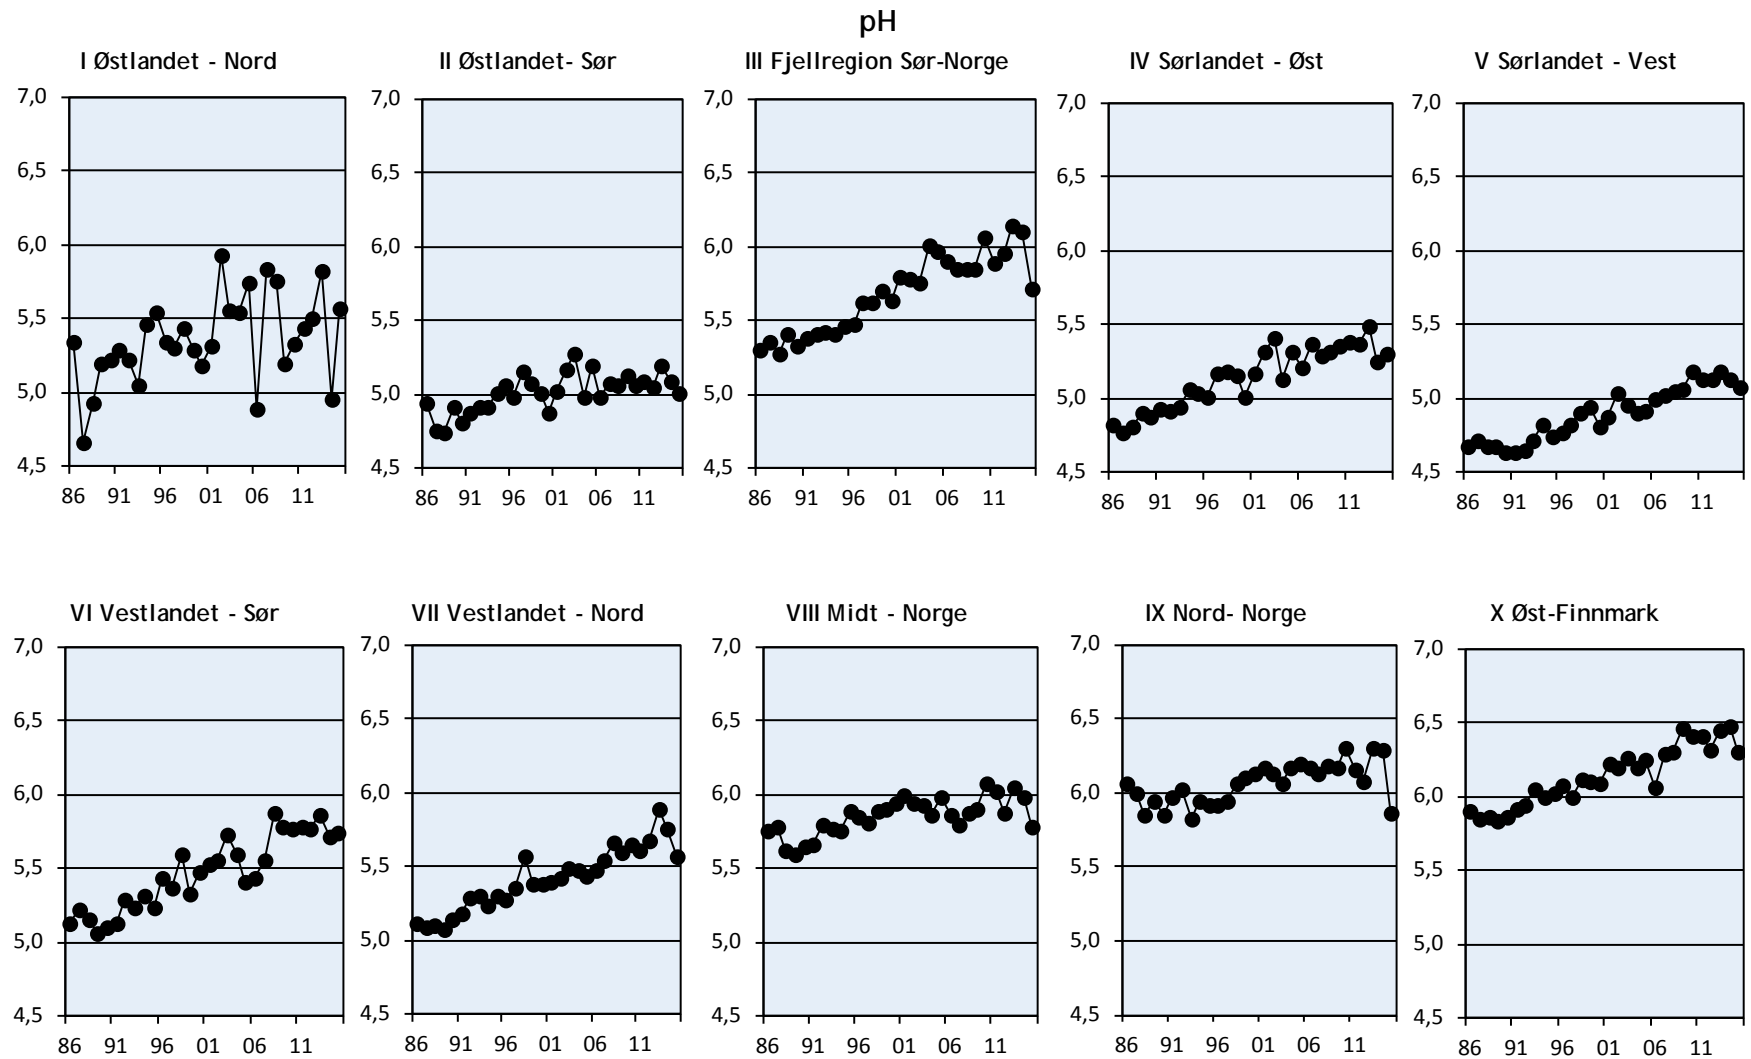 pH
I Østlandet - Nord
II Østlandet- Sør
III Fjellregion Sør-Norge
IV Sørlandet - Øst
V Sørlandet - Vest
7,0
6,5
6,0
5,5
5,0
4,5
86 91 96 01 06 11
7,0
6,5
6,0
5,5
5,0
4,5
86 91 96 01 06 11
7,0
6,5
6,0
5,5
5,0
4,5
86 91 96 01 06 11
7,0
6,5
6,0
5,5
5,0
4,5
86 91 96 01 06 11
7,0
6,5
6,0
5,5
5,0
4,5
86 91 96 01 06 11
VI Vestlandet - Sør
VII Vestlandet - Nord
VIII Midt - Norge
IX Nord- Norge
X Øst-Finnmark
7,0
6,5
6,0
5,5
5,0
4,5
86 91 96 01 06 11
7,0
6,5
6,0
5,5
5,0
4,5
86 91 96 01 06 11
7,0
6,5
6,0
5,5
5,0
4,5
86 91 96 01 06 11
7,0
6,5
6,0
5,5
5,0
4,5
86 91 96 01 06 11
7,0
6,5
6,0
5,5
5,0
4,5
86 91 96 01 06 11